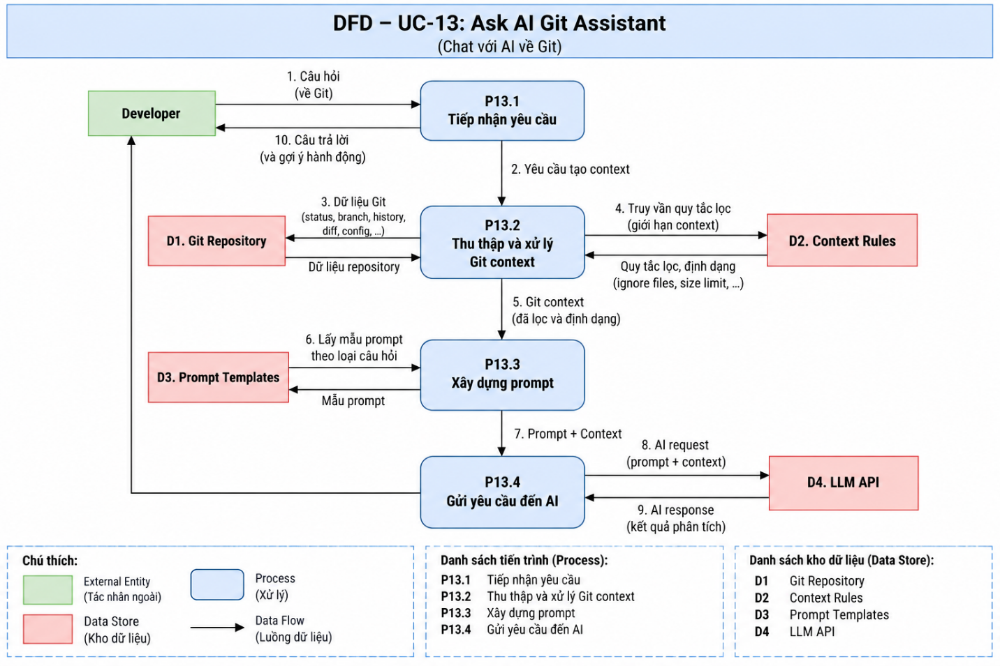 DFD – UC-13: Ask AI Git Assistant
(Chat với AI về Git)
1. Câu hỏi
(về Git)
Developer
P13.1
Tiếp nhận yêu cầu
10. Câu trả lời
(và gợi ý hành động)
2. Yêu cầu tạo context
3. Dữ liệu Git
(status, branch, history,
diff, config, ...)
D1. Git Repository
Dữ liệu repository
P13.2
Thu thập và xử lý
Git context
4. Truy vần quy tắc lọc
(giới hạn context)
D2. Context Rules
Quy tắc lọc, định dạng
(ignore files, size limit, ...)
5. Git context
(đã lọc và định dạng)
6. Lấy mẫu prompt
theo loại câu hỏi
D3. Prompt Templates
Mẫu prompt
P13.3
Xây dựng prompt
7. Prompt + Context
8. AI request
(prompt + context)
P13.4
Gửi yêu cầu đến AI
D4. LLM API
9. AI response
(kết quả phân tích)
Chú thích:
External Entity
(Tác nhân ngoài)
Process
(Xử lý)
Data Store
(Kho dữ liệu)
Data Flow
(Luồng dữ liệu)
Danh sách tiến trình (Process):
P13.1 Tiếp nhận yêu cầu
P13.2 Thu thập và xử lý Git context
P13.3 Xây dựng prompt
P13.4 Gửi yêu cầu đến AI
Danh sách kho dữ liệu (Data Store):
D1 Git Repository
D2 Context Rules
D3 Prompt Templates
D4 LLM API